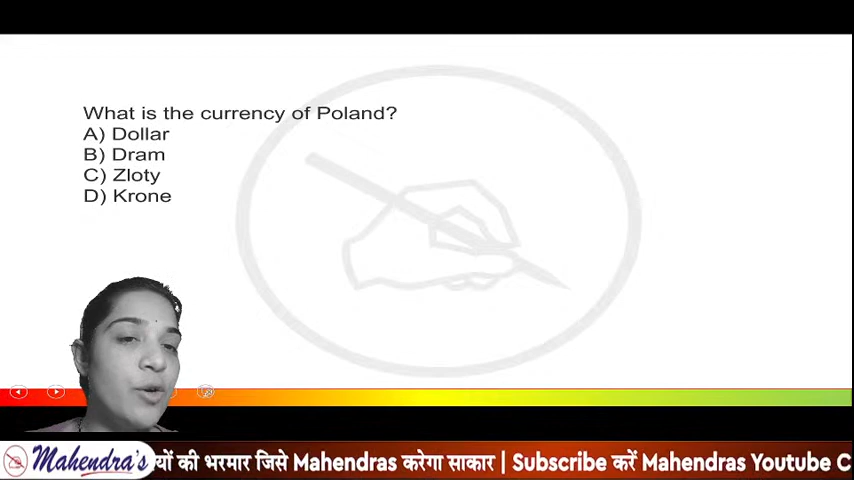 What is the currency of Poland?
A) Dollar
B) Dram
C) Zloty
D) Krone
Mahendra's यों की भरमार जिसे Mahendras करेगा साकार | Subscribe करें Mahendras Youtube C